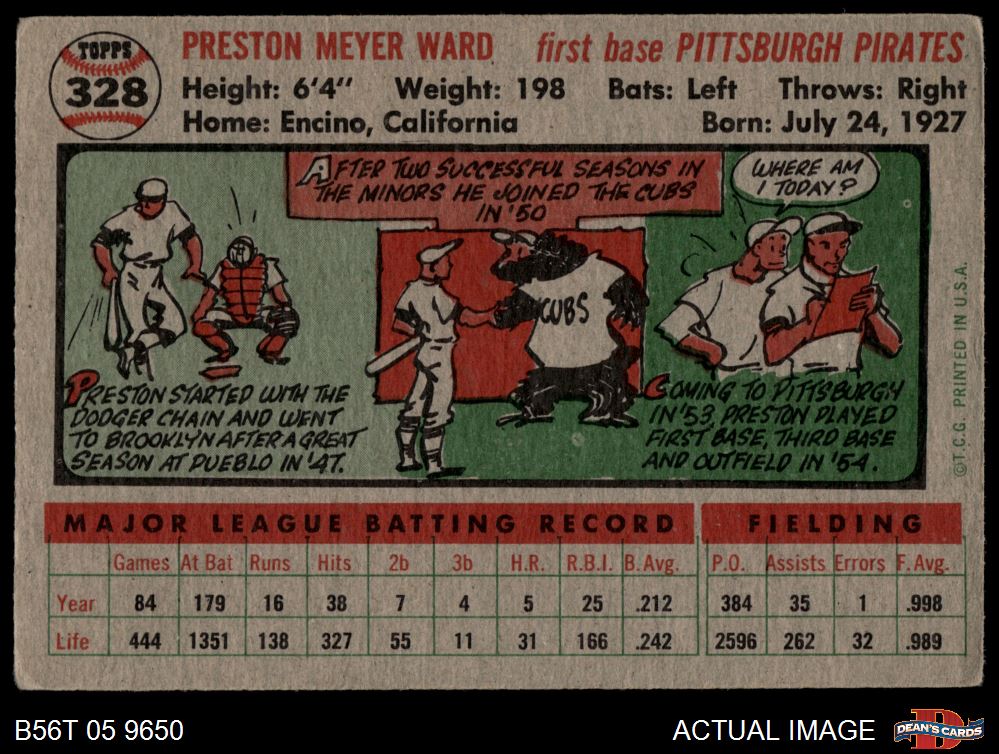 TOPPS
328
PRESTON MEYER WARD first base PITTSBURGH PIRATES
Height: 6'4" Weight: 198 Bats: Left Throws: Right
Home: Encino, California Born: July 24, 1927
AFTER TWO SUCCESSFUL SEASONS IN
THE MINORS HE JOINED THE CUBS
IN '50
WHERE AM
I TODAY?
CUBS
PRESTON STARTED WITH THE
DODGER CHAIN AND WENT
TO BROOKLYN AFTER A GREAT
SEASON AT PUEBLO IN '47.
COMING TO PITTSBURGH
IN '53, PRESTON PLAYED
FIRST BASE, THIRD BASE
AND OUTFIELD IN '54.
©T.C.G. PRINTED IN U.S.A.
MAJOR LEAGUE BATTING RECORD FIELDING
Games At Bat Runs Hits 2b 3b H.R. R.B.I. B.Avg. P.O. Assists Errors F.Avg.
Year 84 179 16 38 7 4 5 25 .212 384 35 1 .998
Life 444 1351 138 327 55 11 31 166 .242 2596 262 32 .989
B56T 05 9650 ACTUAL IMAGE
D
DEAN'S CARDS